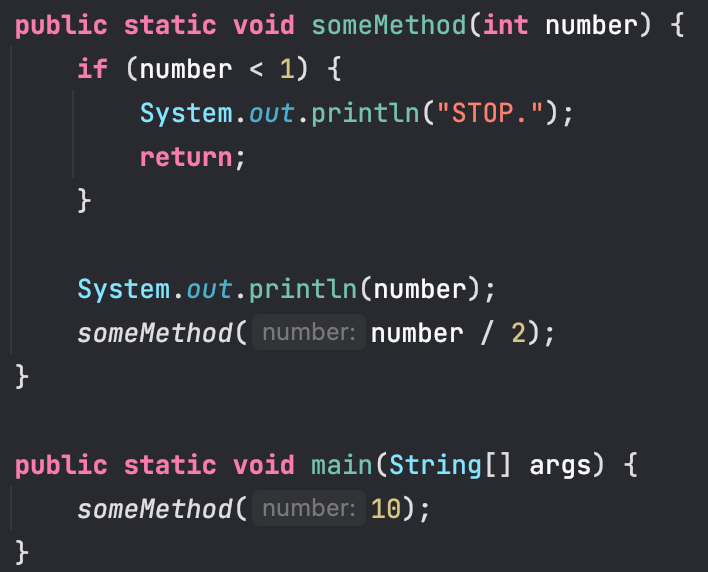 public static void someMethod(int number) {
    if (number < 1) {
        System.out.println("STOP.");
        return;
    }

    System.out.println(number);
    someMethod( number: number / 2);
}

public static void main(String[] args) {
    someMethod( number: 10);
}